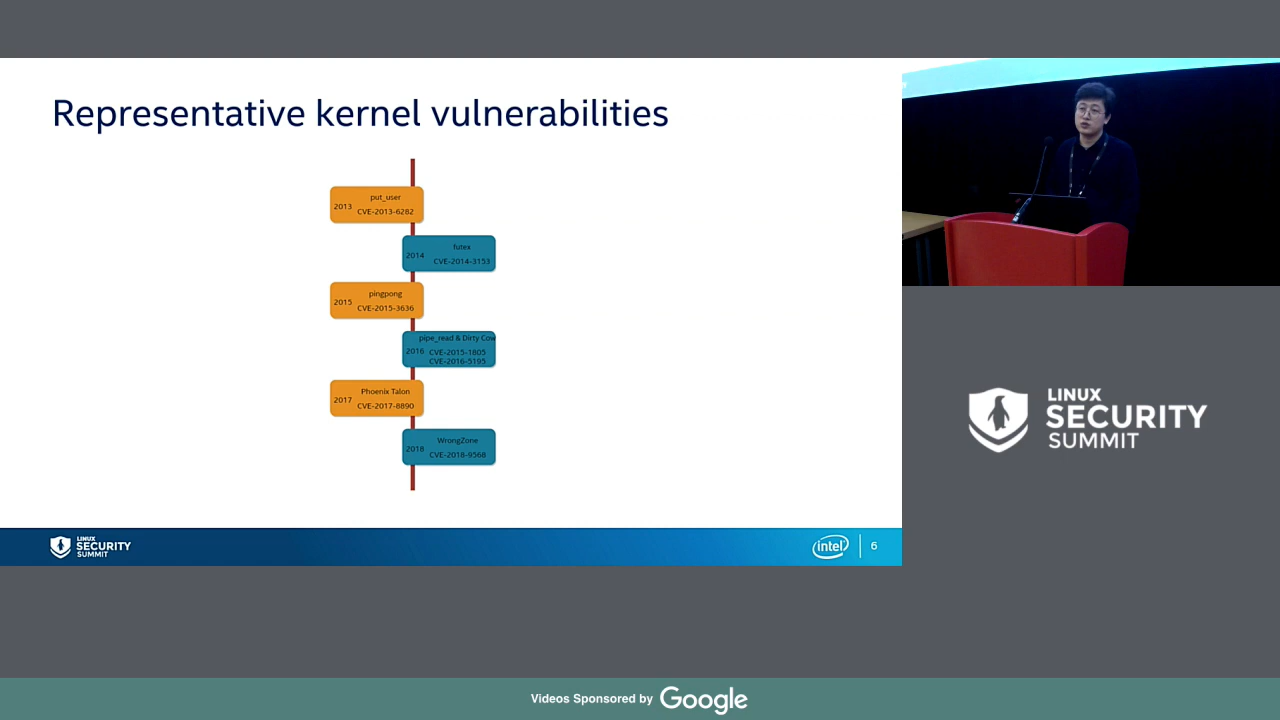 Representative kernel vulnerabilities
2013
put_user
CVE-2013-6282
2014
futex
CVE-2014-3153
2015
pingpong
CVE-2015-3636
2016
pipe_read & Dirty Cow
CVE-2015-1805
CVE-2016-5195
2017
Phoenix Talon
CVE-2017-8890
2018
WrongZone
CVE-2018-9568
LINUX
SECURITY
SUMMIT
intel
6
LINUX
SECURITY
SUMMIT
Videos Sponsored by Google